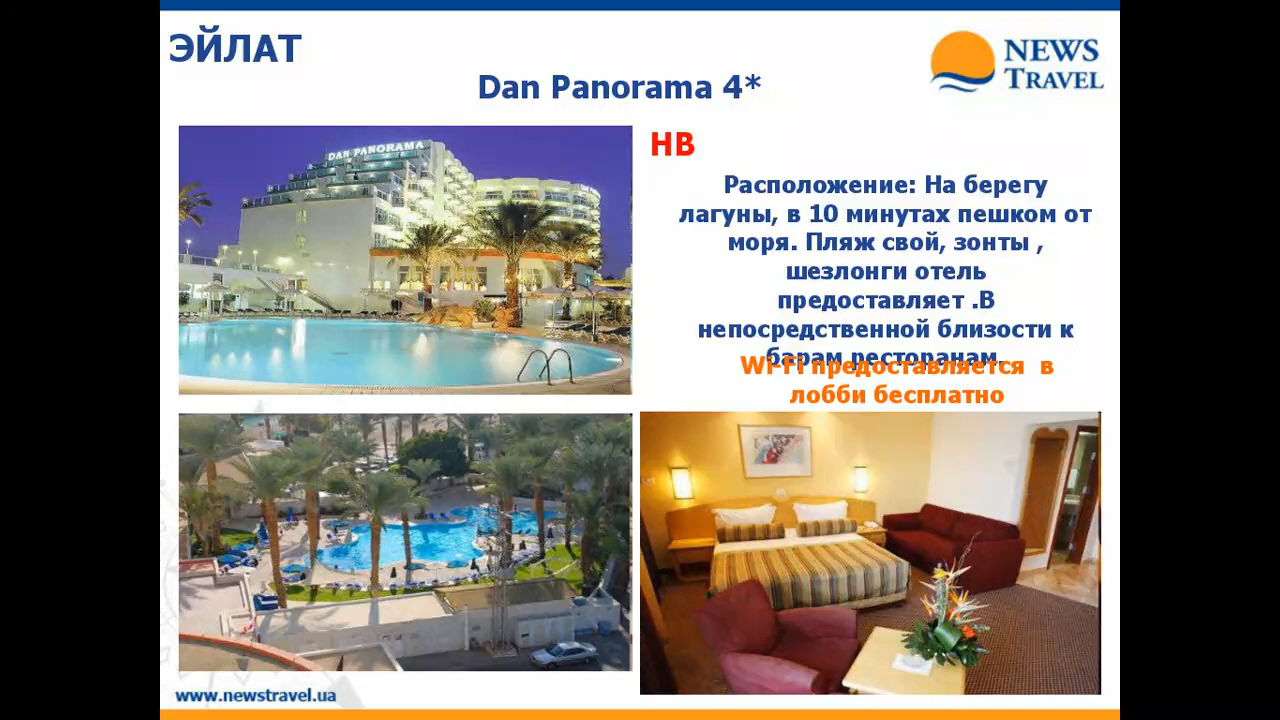 ЭЙЛАТ
Dan Panorama 4*
NEWS
TRAVEL
DAN PANORAMA
HB
Расположение: На берегу
лагуны, в 10 минутах пешком от
моря. Пляж свой, зонты ,
шезлонги отель
предоставляет .В
непосредственной близости к
барам ресторанам.
Wi-Fi предоставляется в
лобби бесплатно
www.newstravel.ua